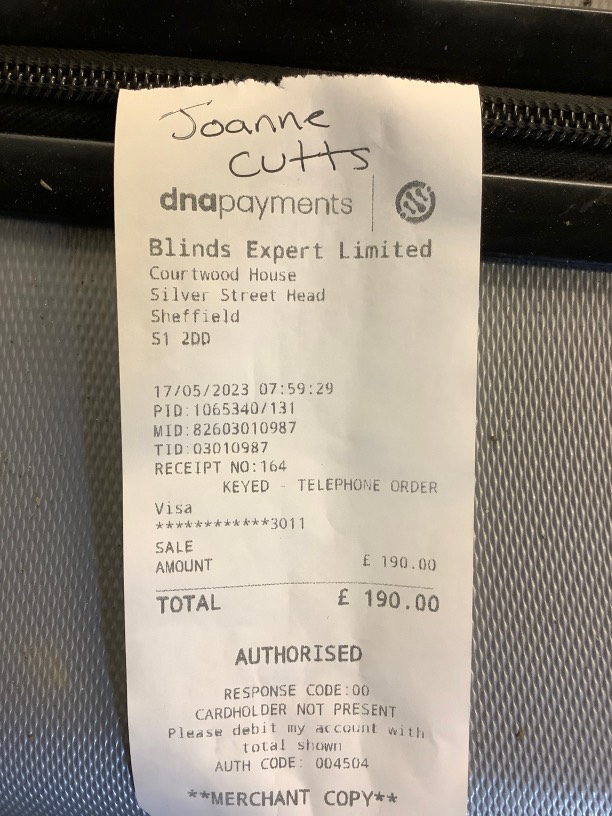 Joanne
Cutts
dnapayments
Blinds Expert Limited
Courtwood House
Silver Street Head
Sheffield
S1 2DD
17/05/2023 07:59:29
PID:1065340/131
MID:82603010987
TID:03010987
RECEIPT NO:164
KEYED - TELEPHONE ORDER
Visa
************3011
SALE
AMOUNT £ 190.00
TOTAL £ 190.00
AUTHORISED
RESPONSE CODE:00
CARDHOLDER NOT PRESENT
Please debit my account with
total shown
AUTH CODE: 004504
**MERCHANT COPY**